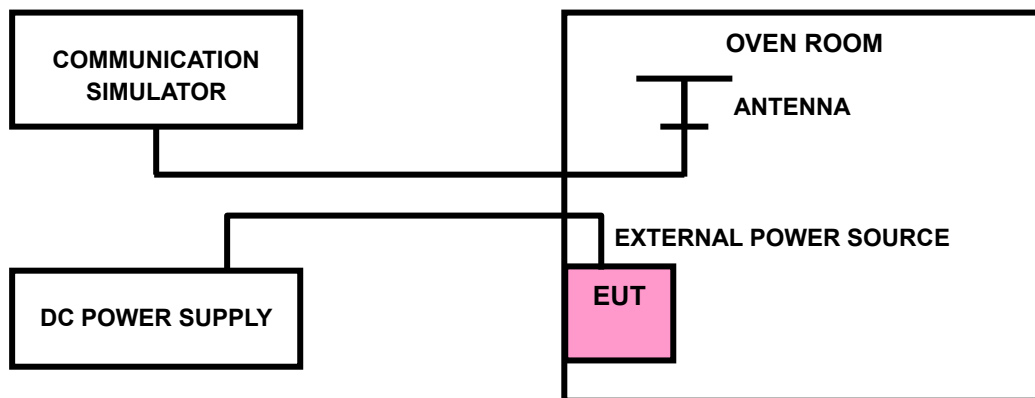 COMMUNICATION
SIMULATOR
OVEN ROOM
ANTENNA
EXTERNAL POWER SOURCE
EUT
DC POWER SUPPLY